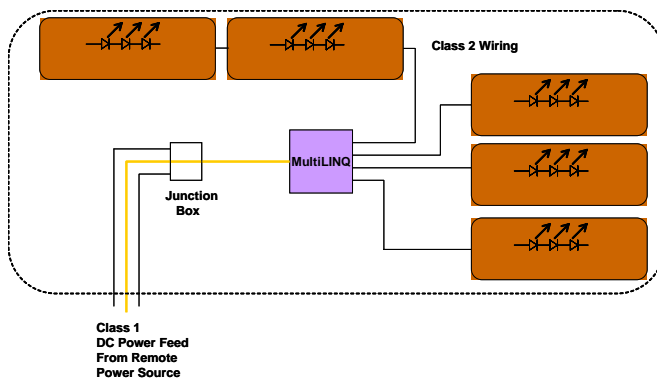 Class 2 Wiring
MultiLINQ
Junction
Box
Class 1
DC Power Feed
From Remote
Power Source